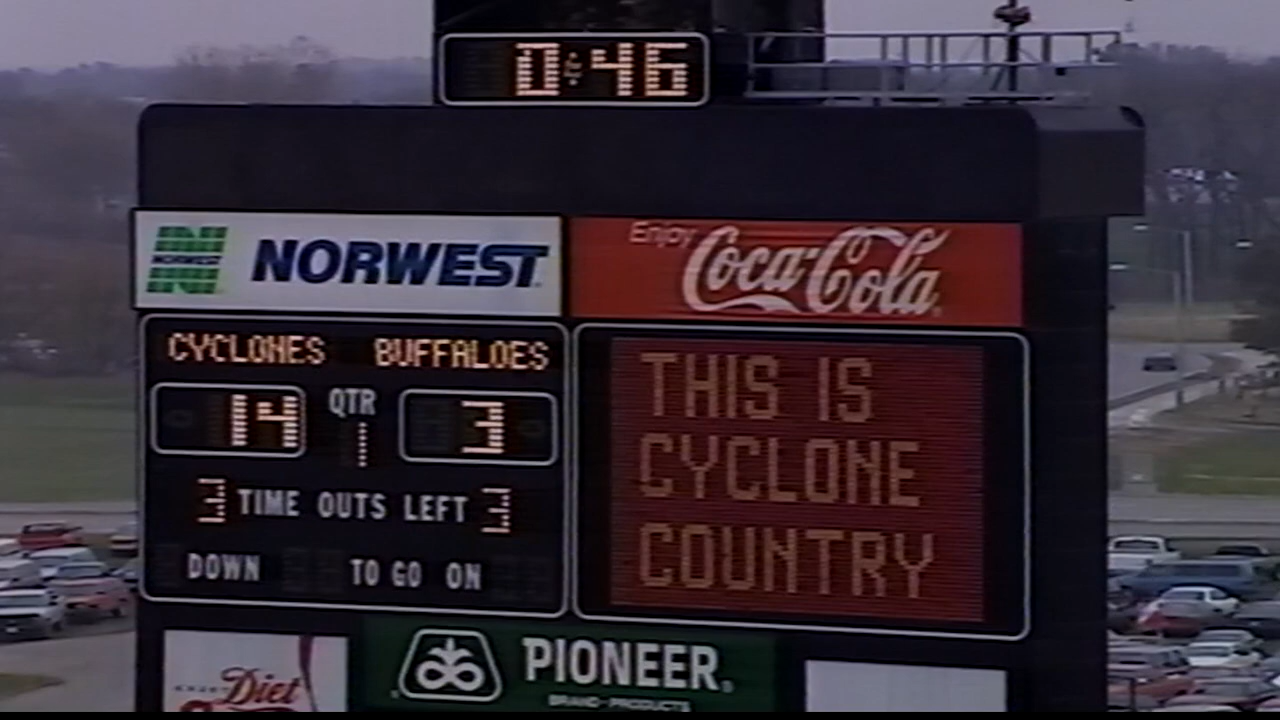 0:46
NORWEST
NORWEST
Enjoy
Coca-Cola
CYCLONES BUFFALOES
14 QTR 3
1
3 TIME OUTS LEFT 3
DOWN TO GO ON
THIS IS
CYCLONE
COUNTRY
Diet
PIONEER
BRAND·PRODUCTS